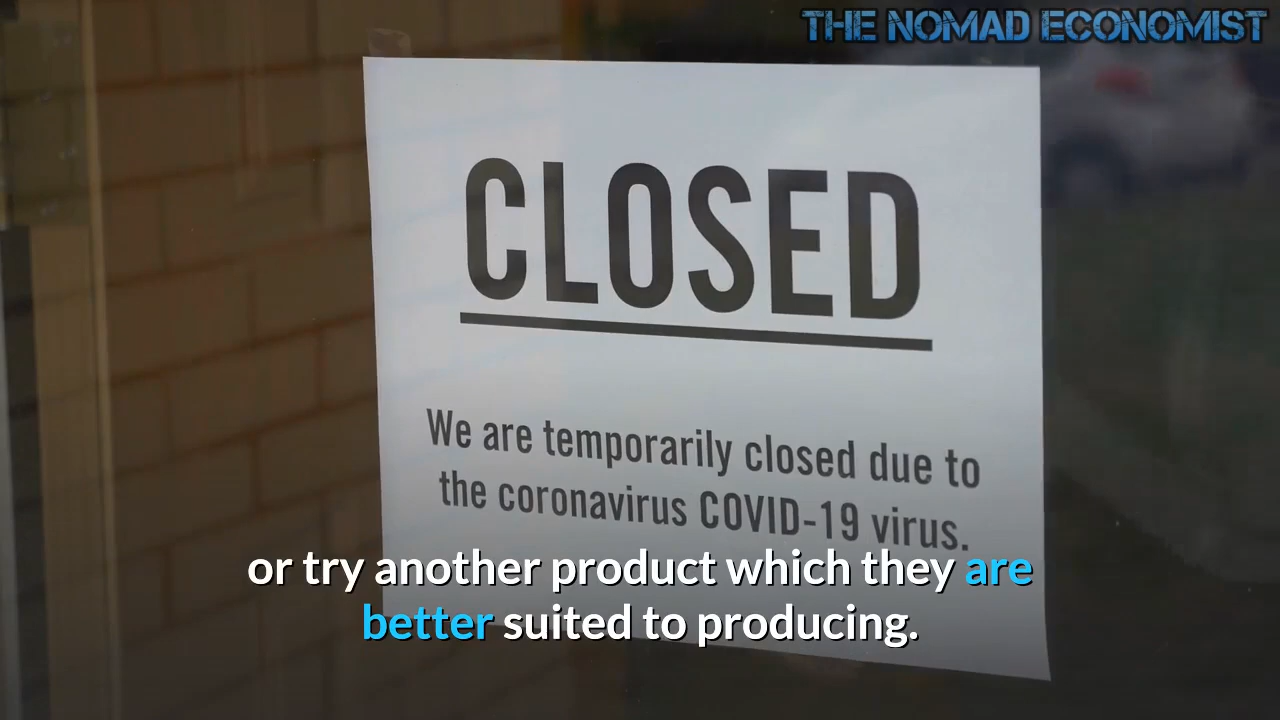 THE NOMAD ECONOMIST
CLOSED
We are temporarily closed due to
the coronavirus COVID-19 virus.
or try another product which they are
better suited to producing.